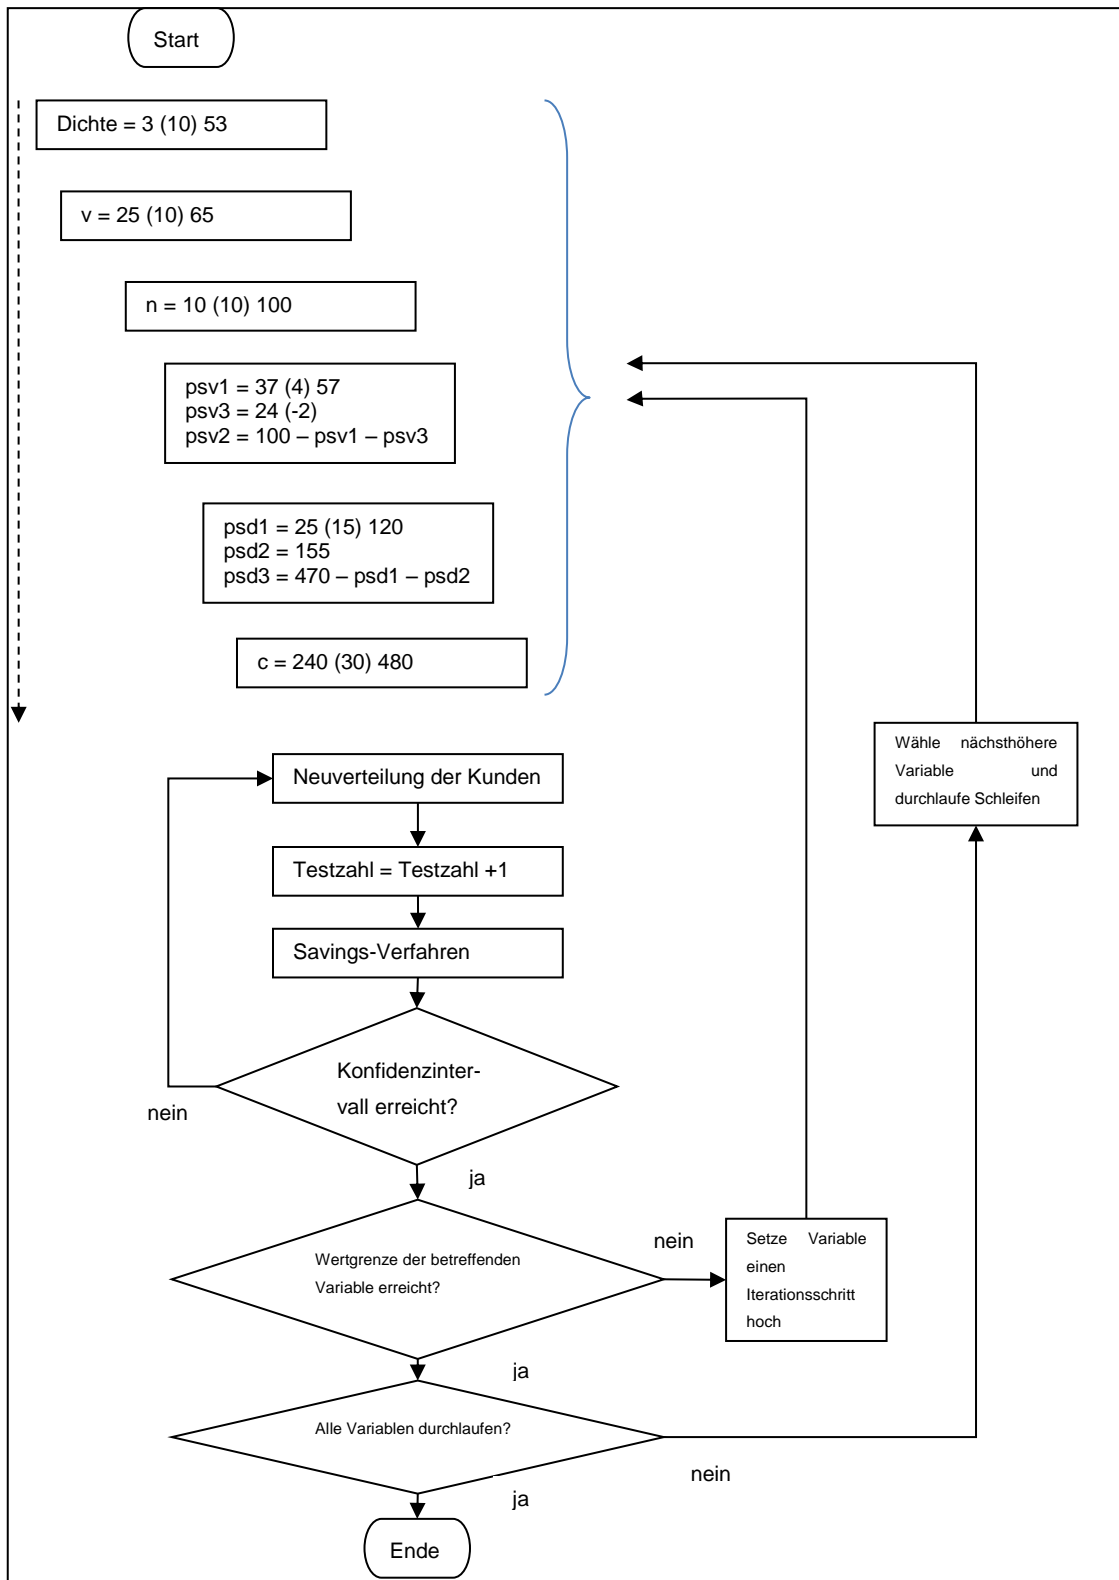 Start
Dichte = 3 (10) 53
v = 25 (10) 65
n = 10 (10) 100
psv1 = 37 (4) 57
psv3 = 24 (-2)
psv2 = 100 – psv1 – psv3
psd1 = 25 (15) 120
psd2 = 155
psd3 = 470 – psd1 – psd2
c = 240 (30) 480
Wähle nächsthöhere
Variable und
durchlaufe Schleifen
Neuverteilung der Kunden
Testzahl = Testzahl +1
Savings-Verfahren
Konfidenzinter-
vall erreicht?
nein
ja
Wertgrenze der betreffenden
Variable erreicht?
nein
Setze Variable
einen
Iterationsschritt
hoch
ja
Alle Variablen durchlaufen?
nein
ja
Ende